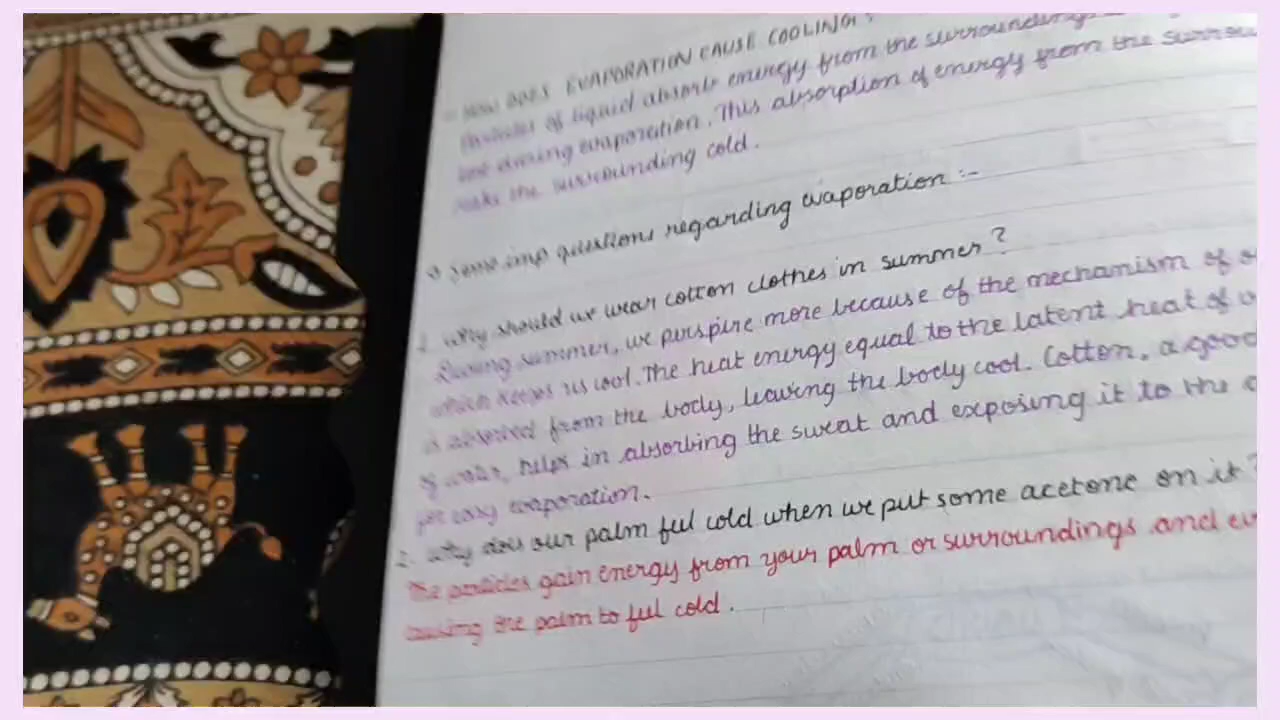 HOW DOES EVAPORATION CAUSE COOLING?
Particles of liquid absorb energy from the surroundings
lost during evaporation. This absorption of energy from the surrou
make the surrounding cold.
Some imp questions regarding evaporation :-
1. Why should we wear cotton clothes in summer?
During summer, we perspire more because of the mechanism of o
which keeps us cool. The heat energy equal to the latent heat of v
is absorbed from the body, leaving the body cool. Cotton, a good
of water, helps in absorbing the sweat and exposing it to the a
for easy evaporation.
2. Why does our palm feel cold when we put some acetone on it?
The particles gain energy from your palm or surroundings and ev
causing the palm to feel cold.